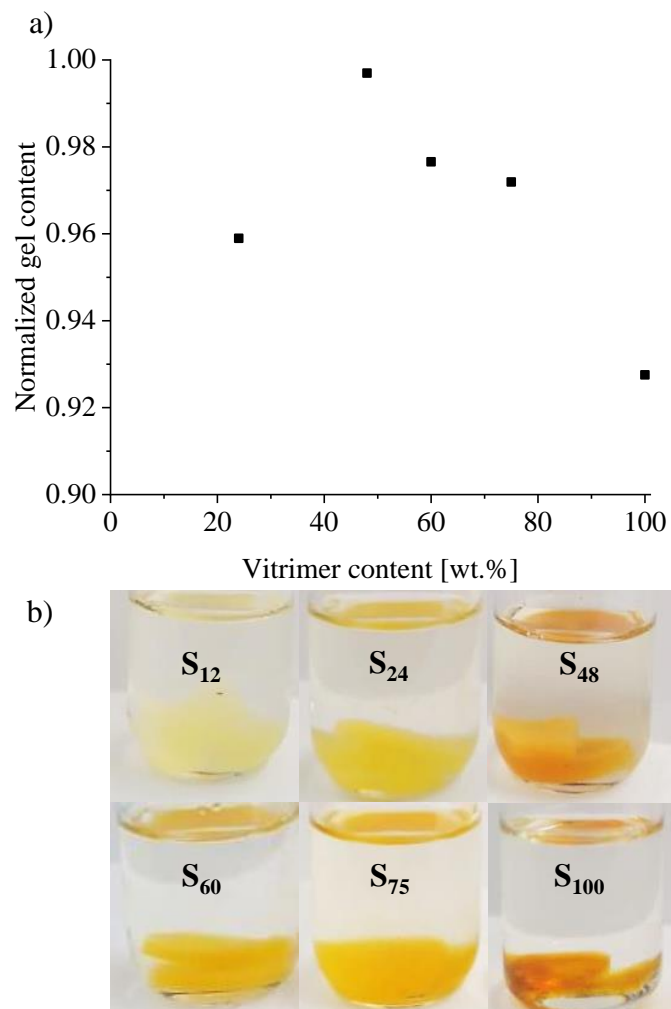 a)
1.00
0.98
0.96
0.94
0.92
0.90
Normalized gel content
0 20 40 60 80 100
Vitrimer content [wt.%]
b)
S12 S24 S48
S60 S75 S100